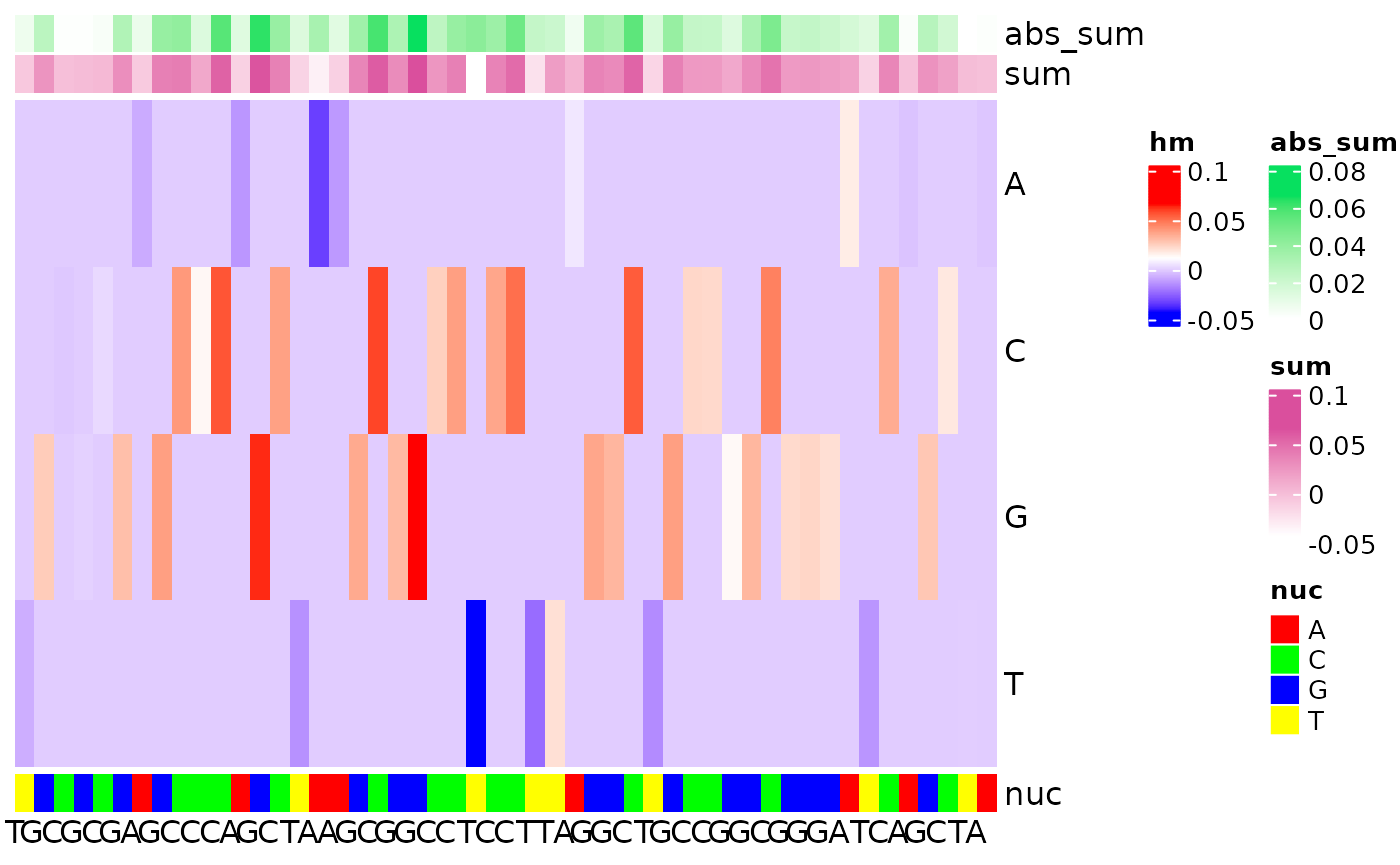 abs_sum
sum
A
C
G
T
nuc
TGCGCGAGCCCAGCTAAGCGGCCTCCTTAGGCTGCCGGCGGGATCAGCTA
hm
0.1
0.05
0
-0.05
abs_sum
0.08
0.06
0.04
0.02
0
sum
0.1
0.05
0
-0.05
nuc
A
C
G
T